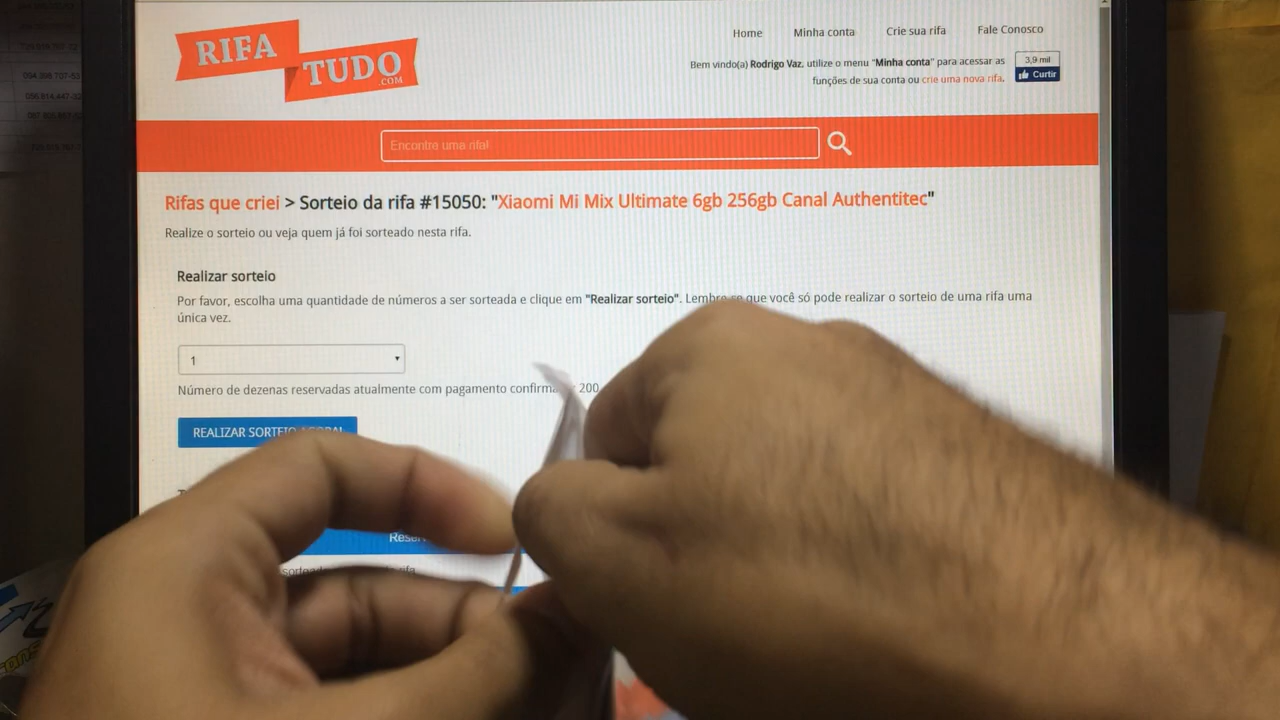 RIFA
TUDO
.COM
Home Minha conta Crie sua rifa Fale Conosco
Bem vindo(a) Rodrigo Vaz, utilize o menu "Minha conta" para acessar as
funções de sua conta ou crie uma nova rifa.
3,9 mil
Curtir
Encontre uma rifa!
Rifas que criei > Sorteio da rifa #15050: "Xiaomi Mi Mix Ultimate 6gb 256gb Canal Authentitec"
Realize o sorteio ou veja quem já foi sorteado nesta rifa.
Realizar sorteio
Por favor, escolha uma quantidade de números a ser sorteada e clique em "Realizar sorteio". Lembre-se que você só pode realizar o sorteio de uma rifa uma
única vez.
1
Número de dezenas reservadas atualmente com pagamento 200
REALIZAR SORTEIO
rifa